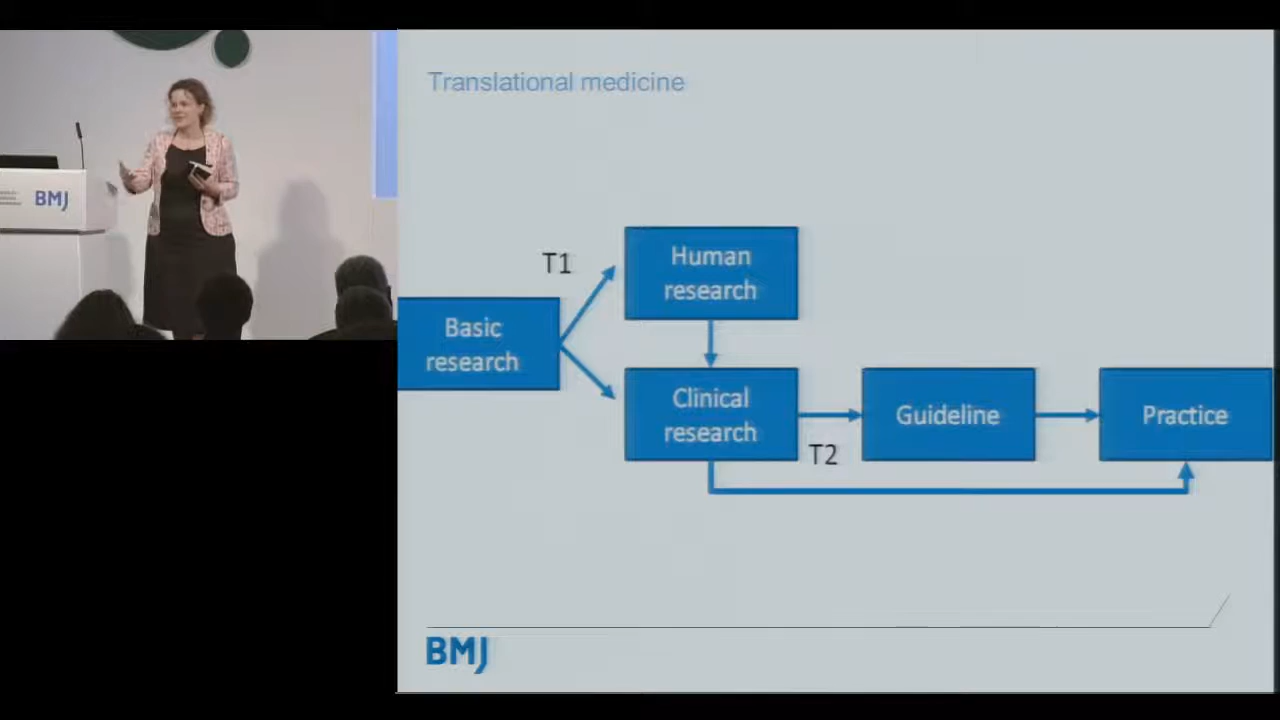 BMJ
Translational medicine
T1
Human
research
Basic
research
Clinical
research
Guideline
Practice
T2
BMJ